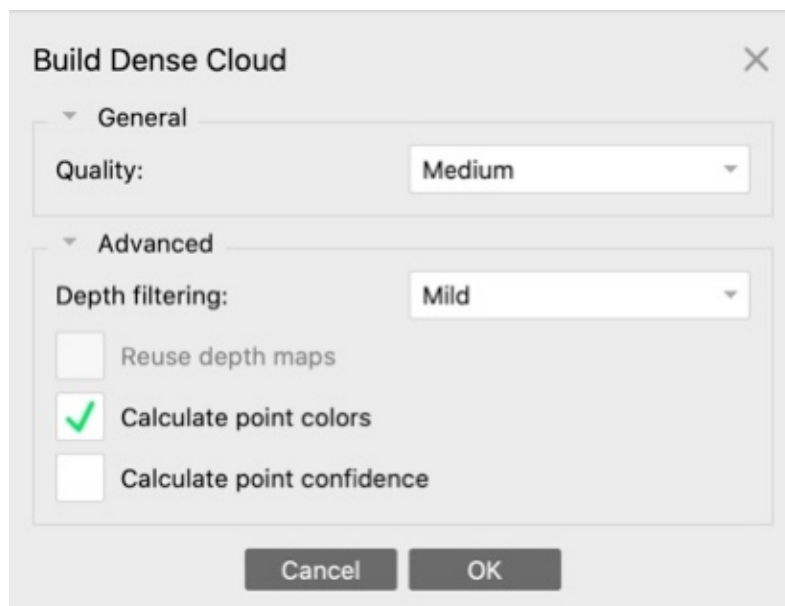 Build Dense Cloud
General
Quality: Medium
Advanced
Depth filtering: Mild
Reuse depth maps
Calculate point colors
Calculate point confidence
Cancel OK